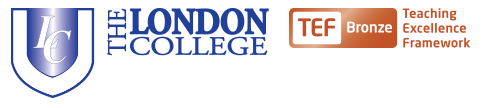 LC
THE LONDON
COLLEGE
TEF Bronze
Teaching
Excellence
Framework